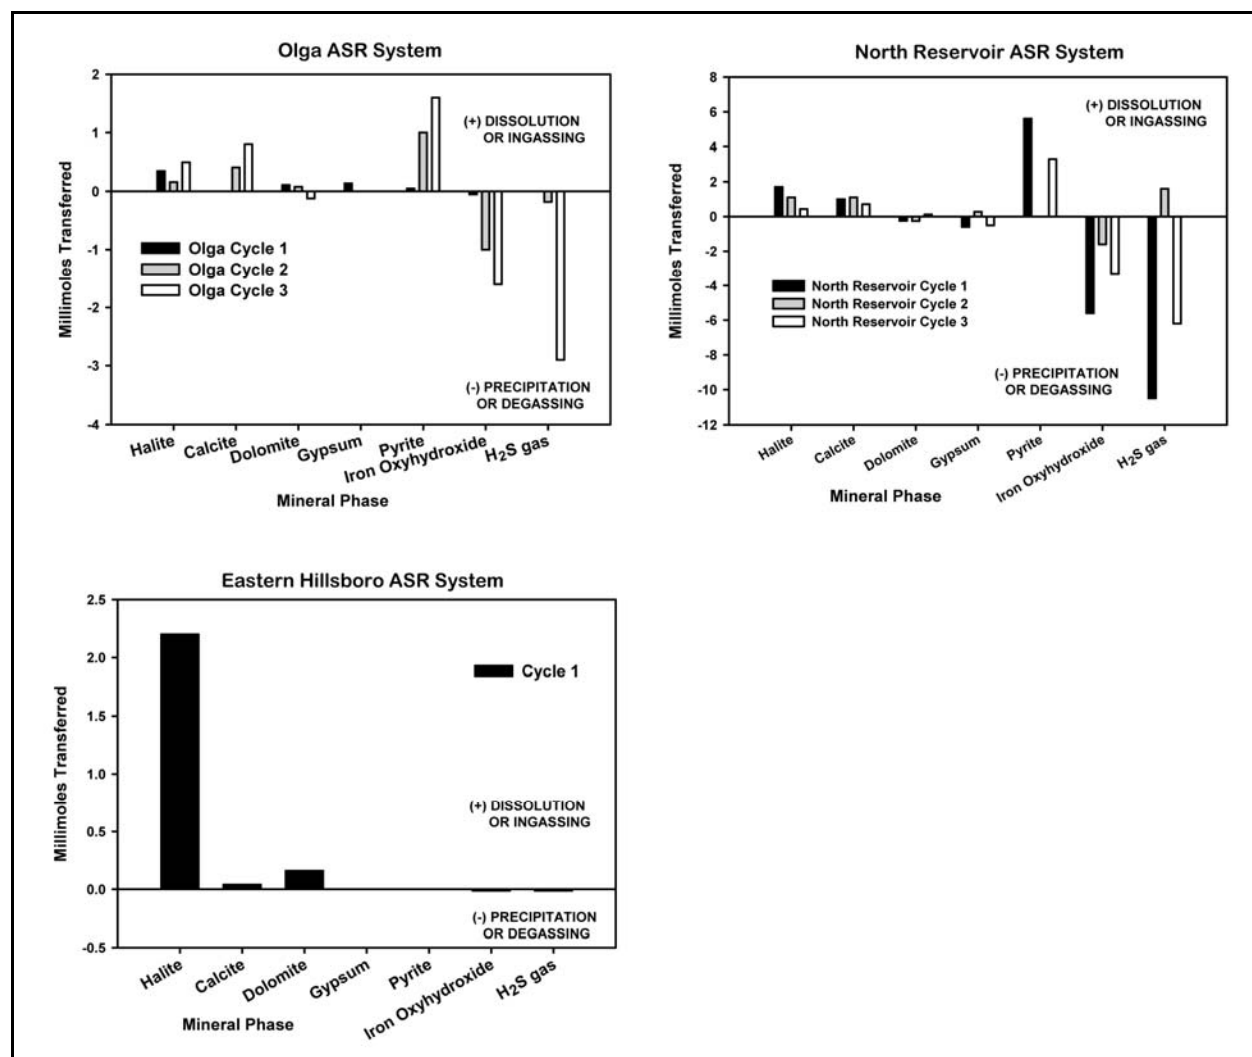 Olga ASR System
2
1
0
-1
-2
-3
-4
Millimoles Transferred
(+) DISSOLUTION
OR INGASSING
Olga Cycle 1
Olga Cycle 2
Olga Cycle 3
(-) PRECIPITATION
OR DEGASSING
Halite
Calcite
Dolomite
Gypsum
Pyrite
Iron Oxyhydroxide
H2S gas
Mineral Phase
North Reservoir ASR System
8
6
4
2
0
-2
-4
-6
-8
-10
-12
Millimoles Transferred
(+) DISSOLUTION
OR INGASSING
North Reservoir Cycle 1
North Reservoir Cycle 2
North Reservoir Cycle 3
(-) PRECIPITATION
OR DEGASSING
Halite
Calcite
Dolomite
Gypsum
Pyrite
Iron Oxyhydroxide
H2S gas
Mineral Phase
Eastern Hillsboro ASR System
2.5
2.0
1.5
1.0
0.5
0.0
-0.5
Millimoles Transferred
Cycle 1
(+) DISSOLUTION
OR INGASSING
(-) PRECIPITATION
OR DEGASSING
Halite
Calcite
Dolomite
Gypsum
Pyrite
Iron Oxyhydroxide
H2S gas
Mineral Phase